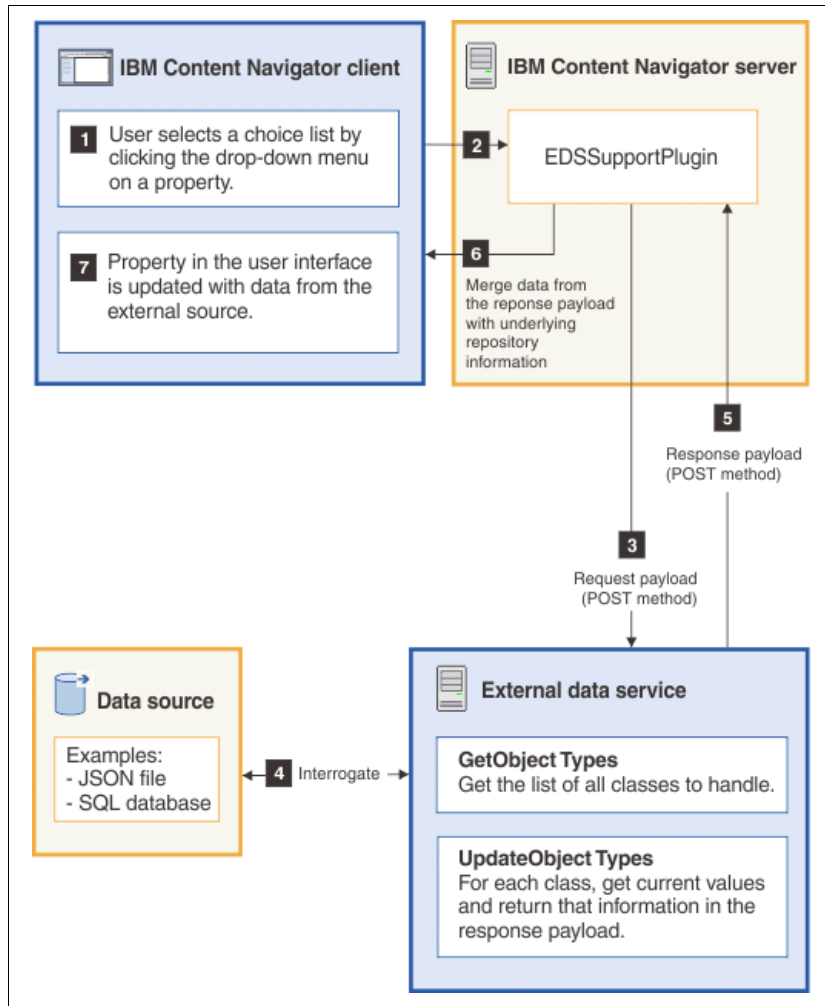 IBM Content Navigator client
1 User selects a choice list by
clicking the drop-down menu
on a property.
7 Property in the user interface
is updated with data from the
external source.
2
IBM Content Navigator server
EDSSupportPlugin
6
Merge data from
the reponse payload
with underlying
repository
information
5
Response payload
(POST method)
3
Request payload
(POST method)
Data source
Examples:
- JSON file
- SQL database
4 Interrogate
External data service
GetObject Types
Get the list of all classes to handle.
UpdateObject Types
For each class, get current values
and return that information in the
response payload.